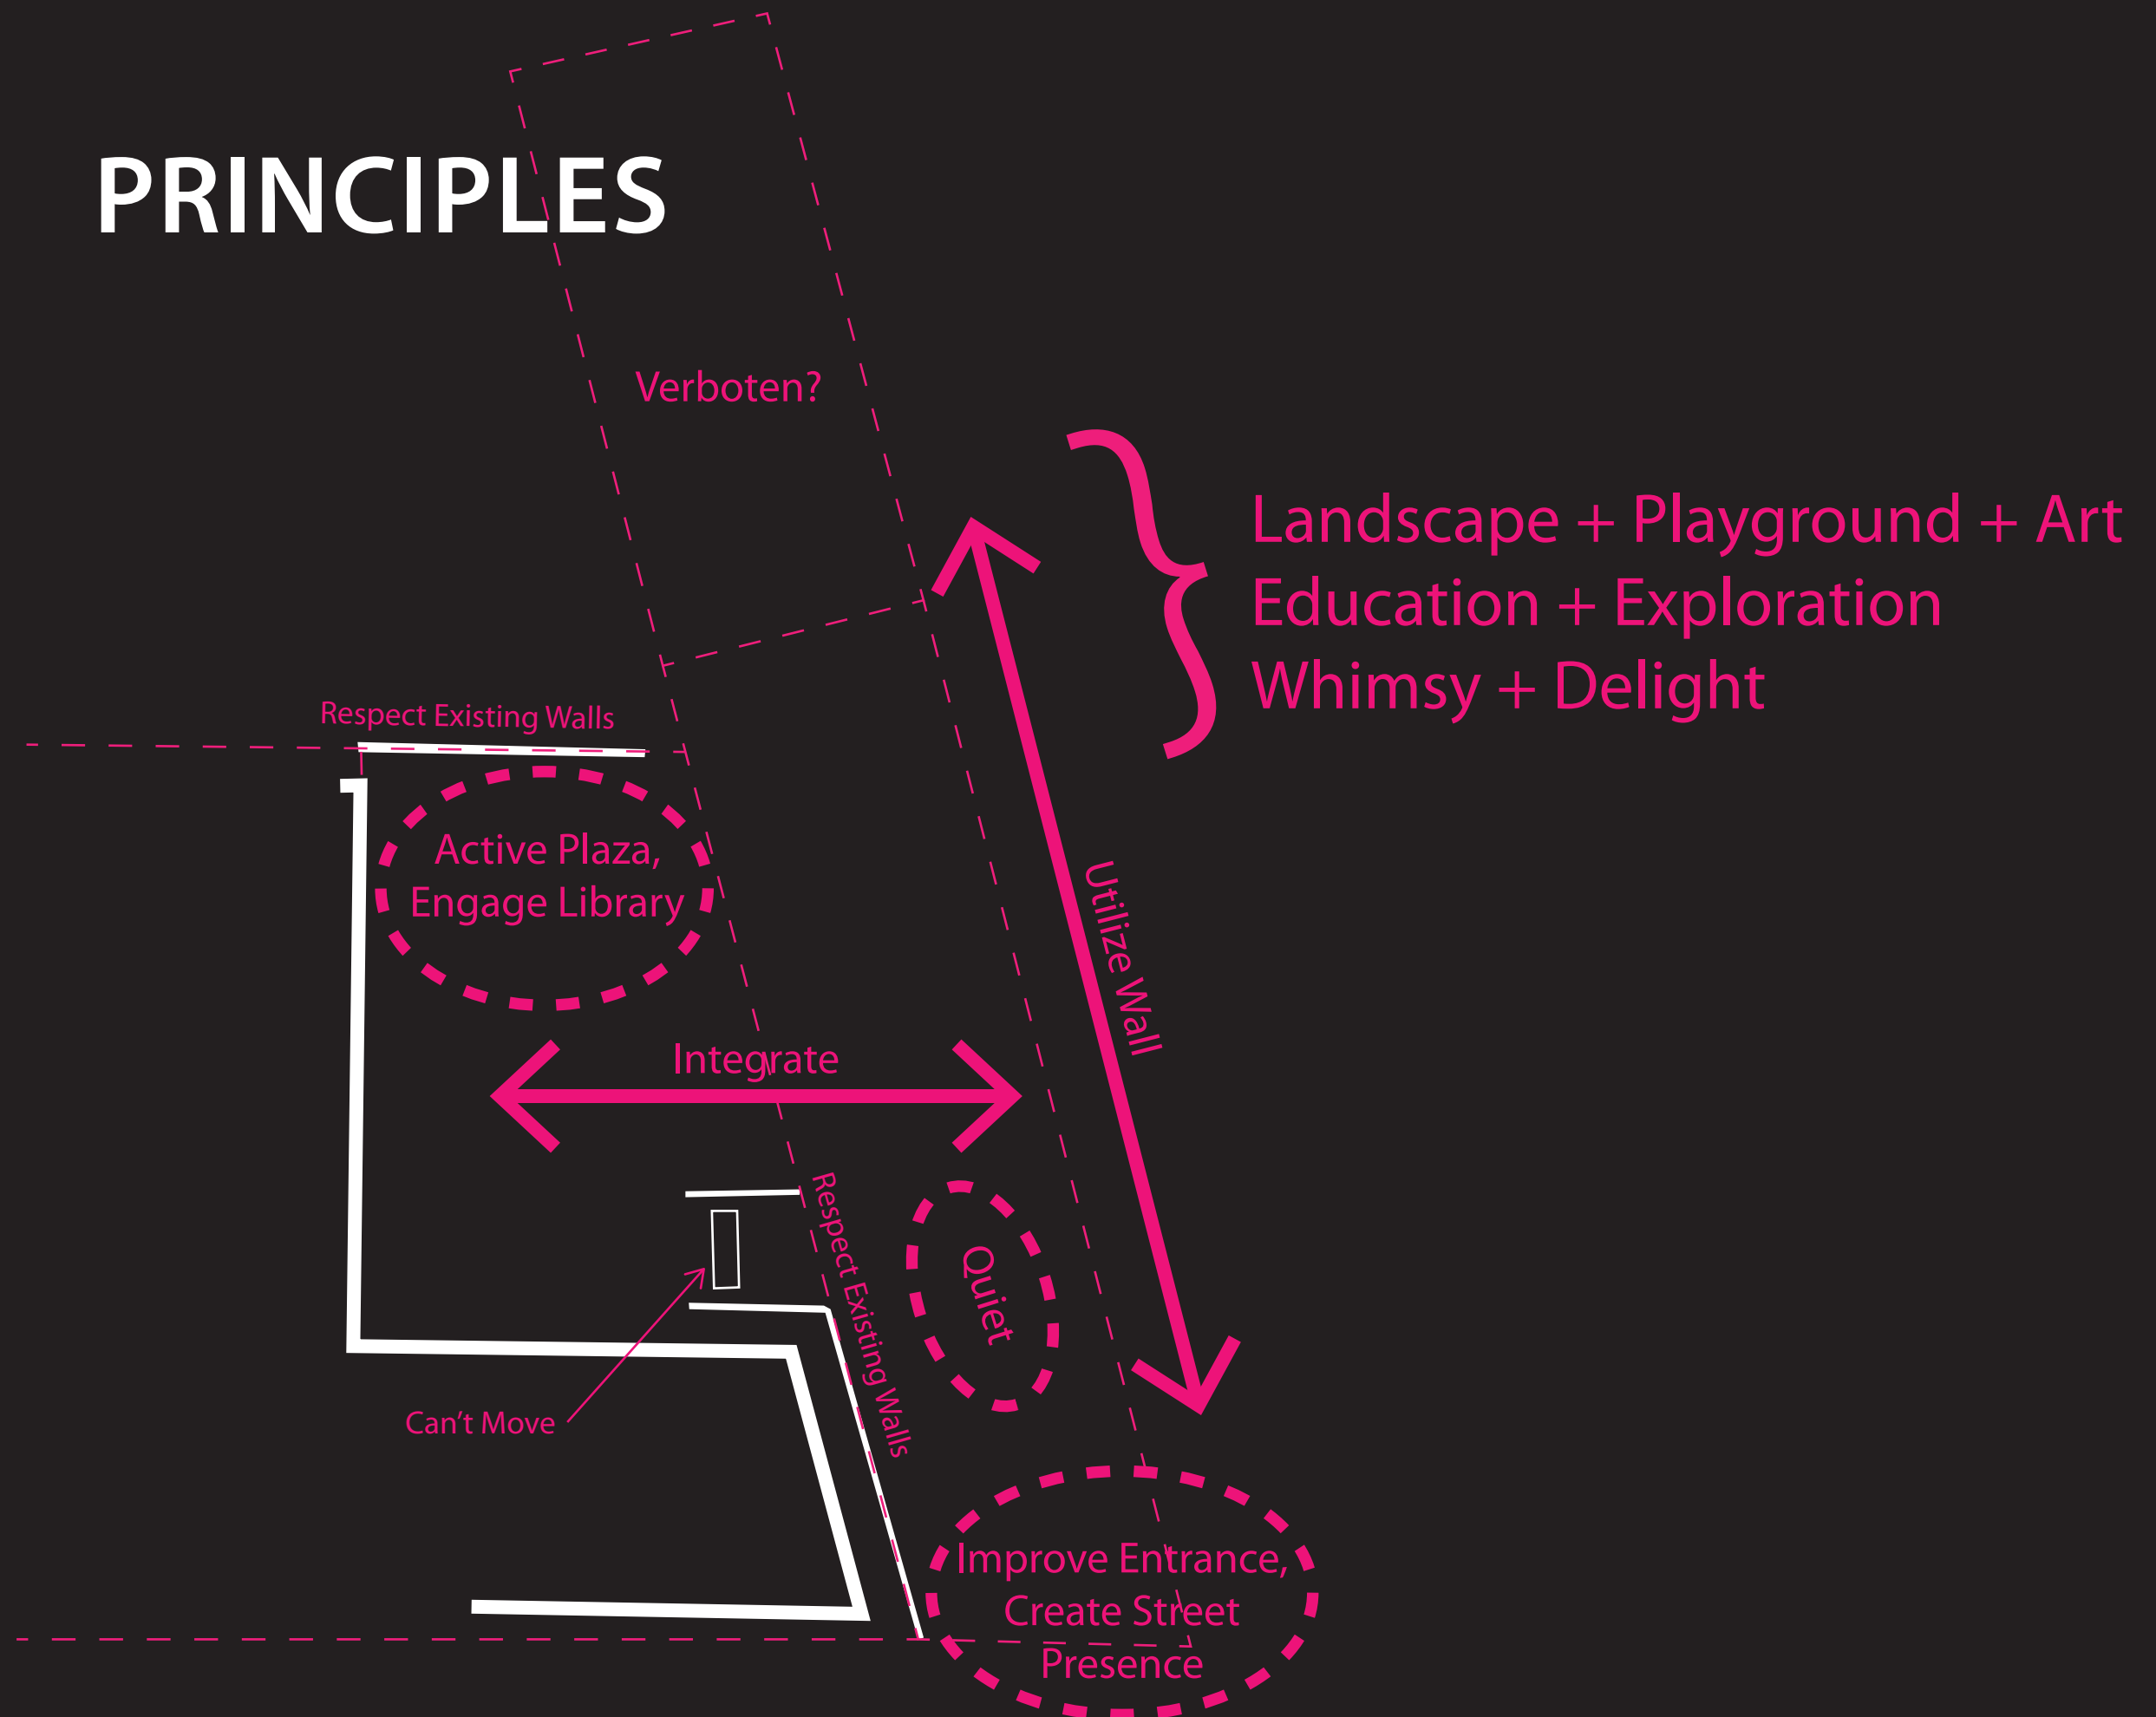 PRINCIPLES
Verboten?
Landscape + Playground + Art
Education + Exploration
Whimsy + Delight
Respect Existing Walls
Active Plaza,
Engage Library
Utilize Wall
Integrate
Respect Existing Walls
Quiet
Can't Move
Improve Entrance,
Create Street
Presence